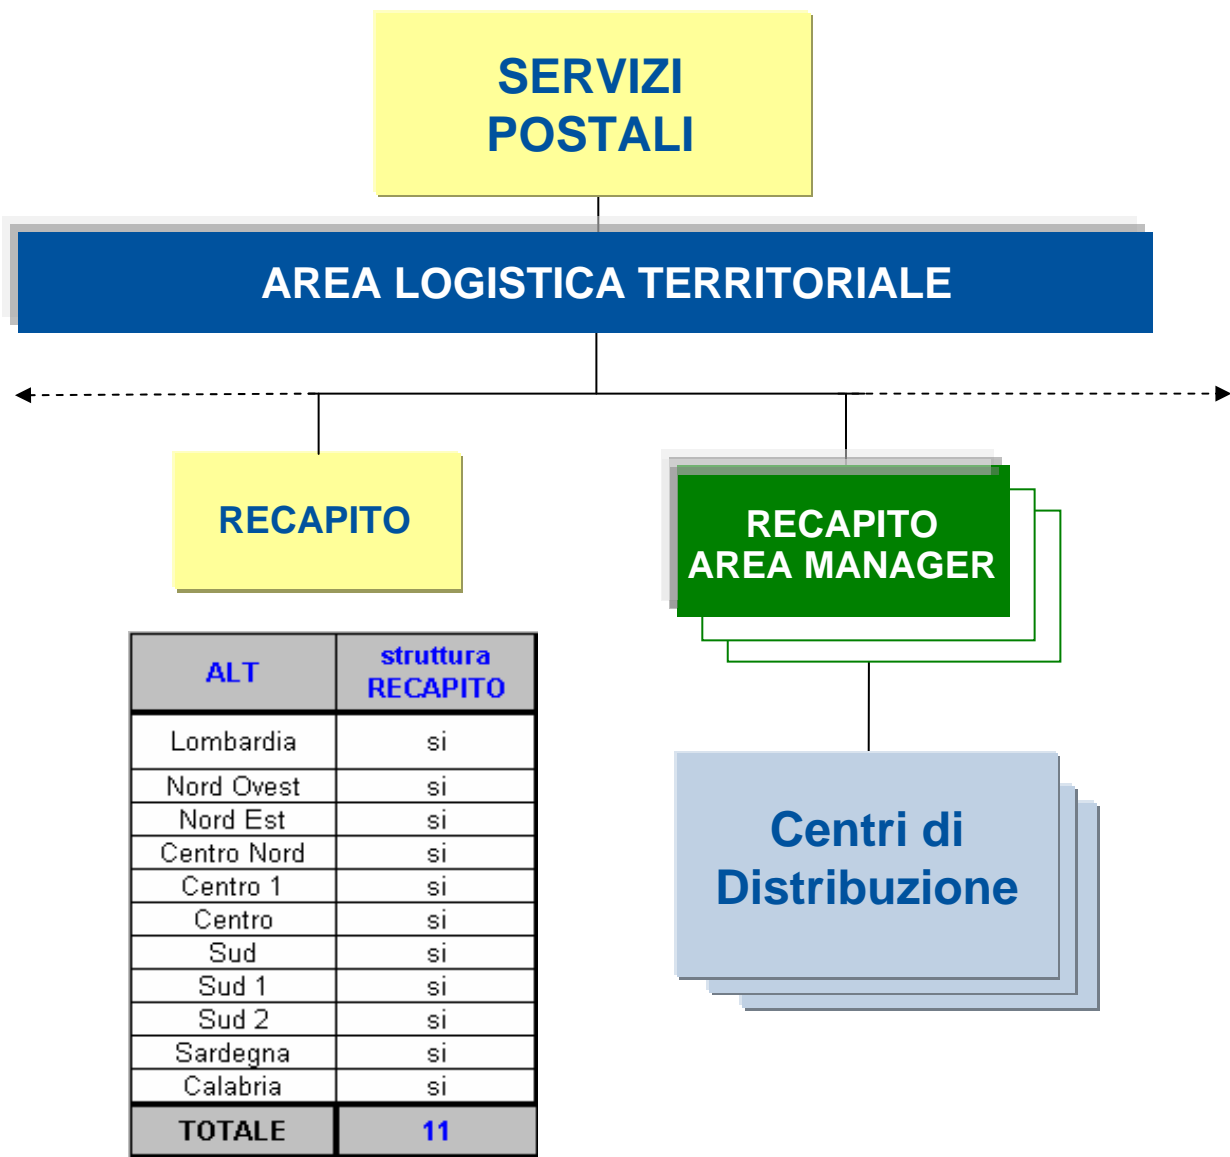 SERVIZI
POSTALI
AREA LOGISTICA TERRITORIALE
RECAPITO
RECAPITO
AREA MANAGER
ALT struttura RECAPITO
Lombardia si
Nord Ovest si
Nord Est si
Centro Nord si
Centro 1 si
Centro si
Sud si
Sud 1 si
Sud 2 si
Sardegna si
Calabria si
TOTALE 11
Centri di
Distribuzione